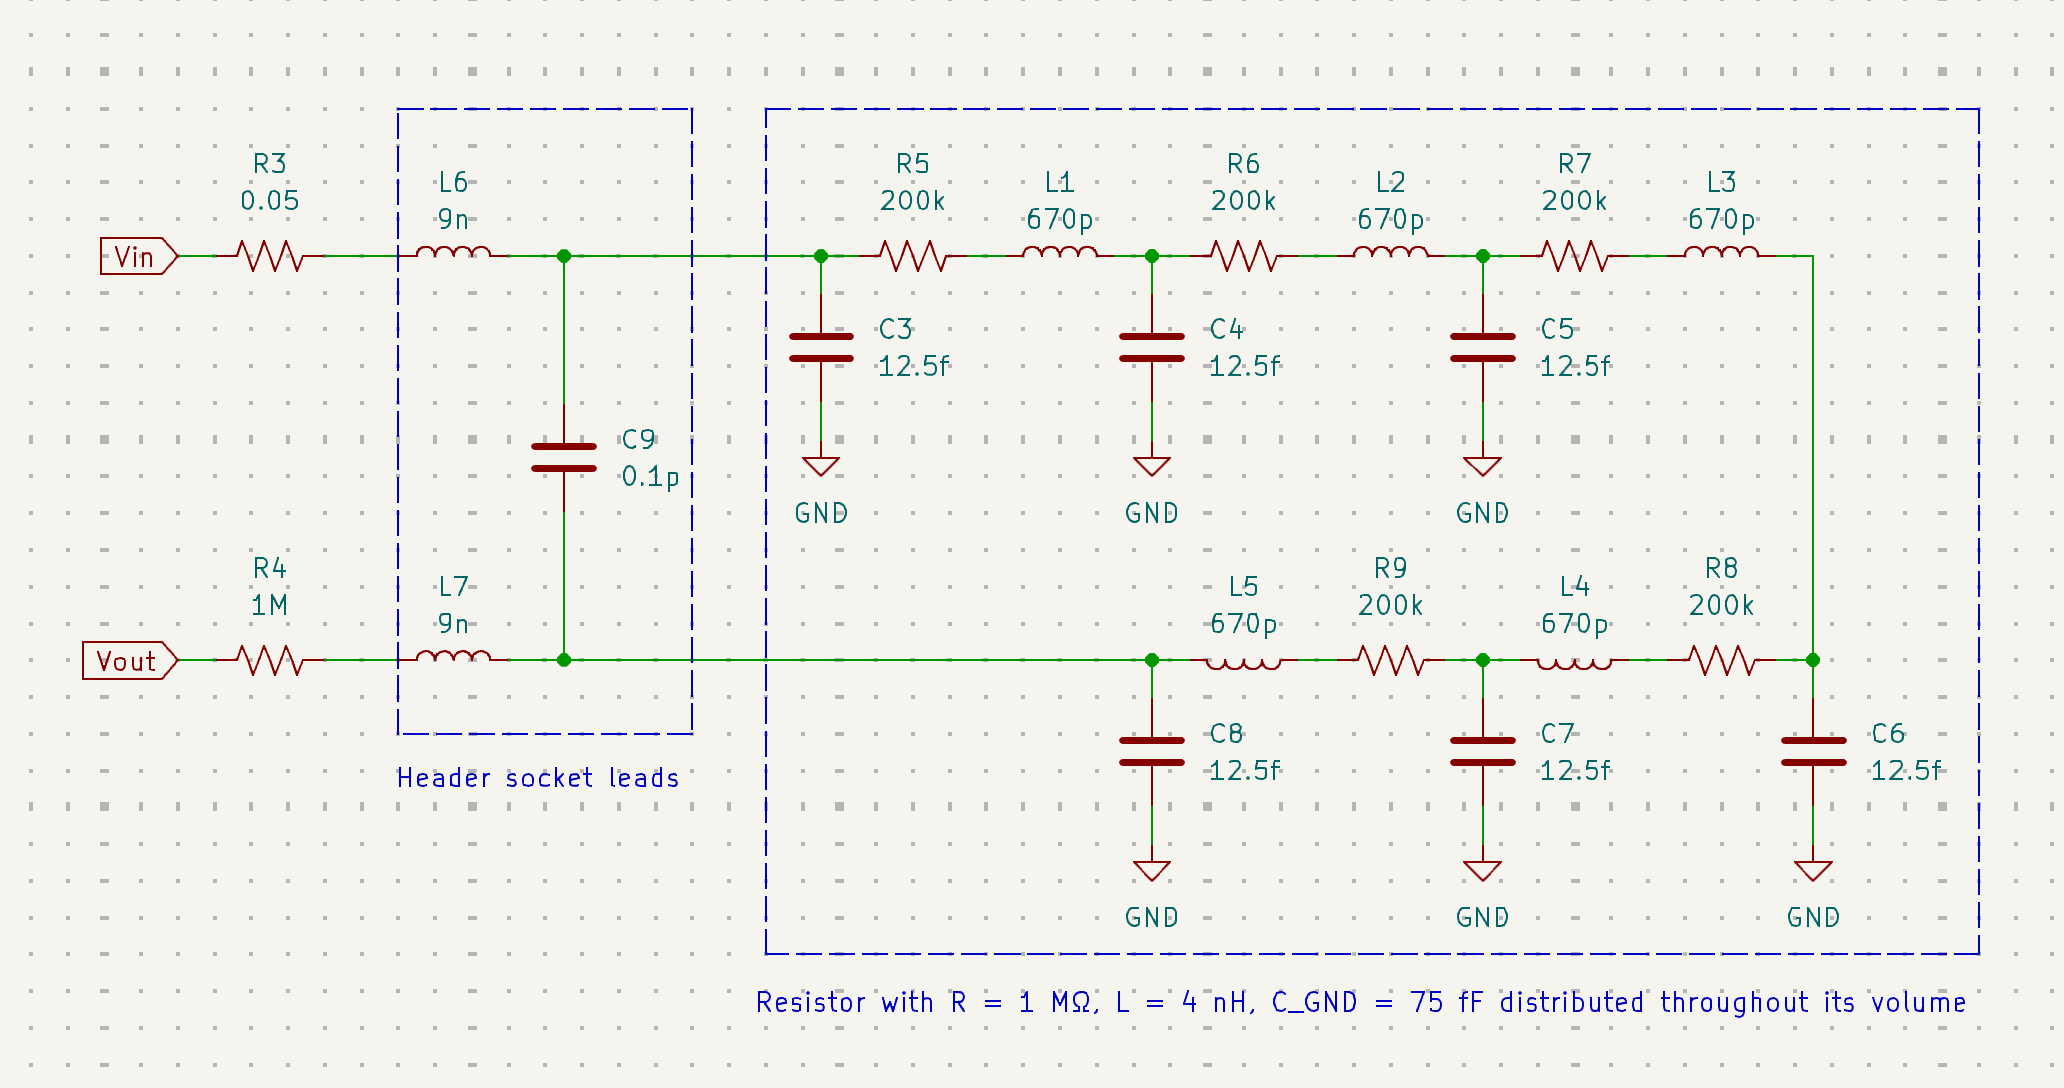 R3
0.05
L6
9n
R5
200k
L1
670p
R6
200k
L2
670p
R7
200k
L3
670p
Vin
C3
12.5f
C4
12.5f
C5
12.5f
C9
0.1p
GND
GND
GND
R4
1M
L7
9n
L5
670p
R9
200k
L4
670p
R8
200k
Vout
C8
12.5f
C7
12.5f
C6
12.5f
Header socket leads
GND
GND
GND
Resistor with R = 1 MΩ, L = 4 nH, C_GND = 75 fF distributed throughout its volume